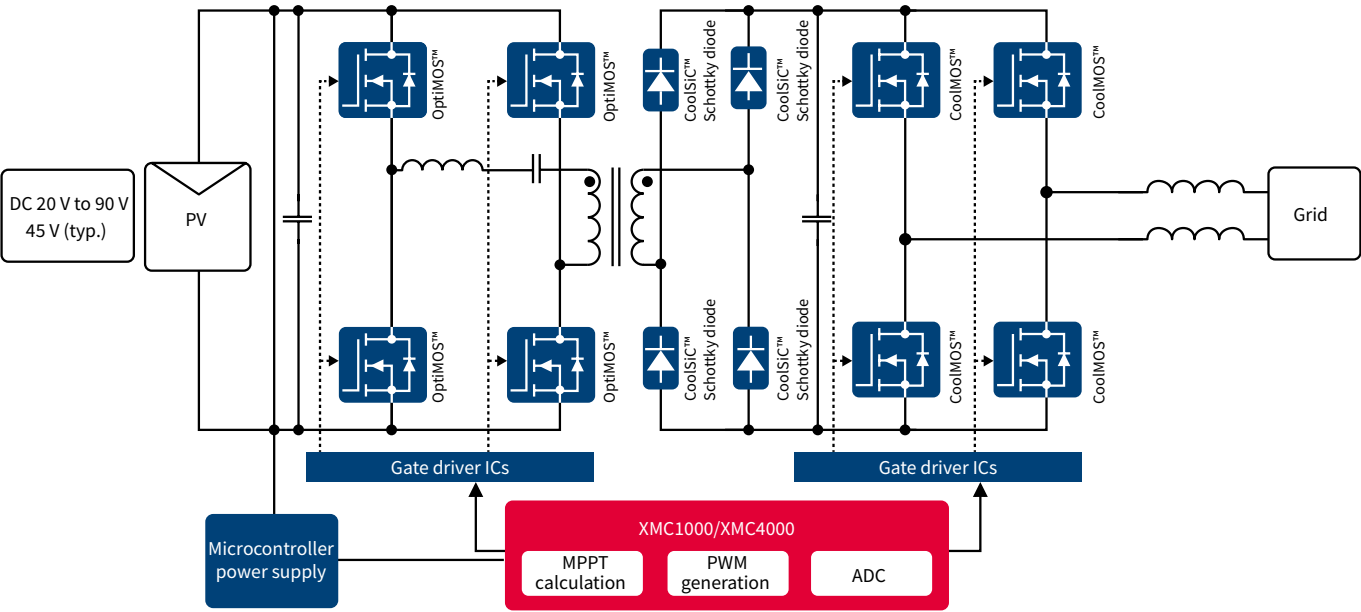 OptiMOS™
OptiMOS™
CoolSiC™
Schottky diode
CoolSiC™
Schottky diode
CoolMOS™
CoolMOS™
DC 20 V to 90 V
45 V (typ.)
PV
Grid
OptiMOS™
OptiMOS™
CoolSiC™
Schottky diode
CoolSiC™
Schottky diode
CoolMOS™
CoolMOS™
Gate driver ICs
Gate driver ICs
Microcontroller
power supply
XMC1000/XMC4000
MPPT
calculation
PWM
generation
ADC